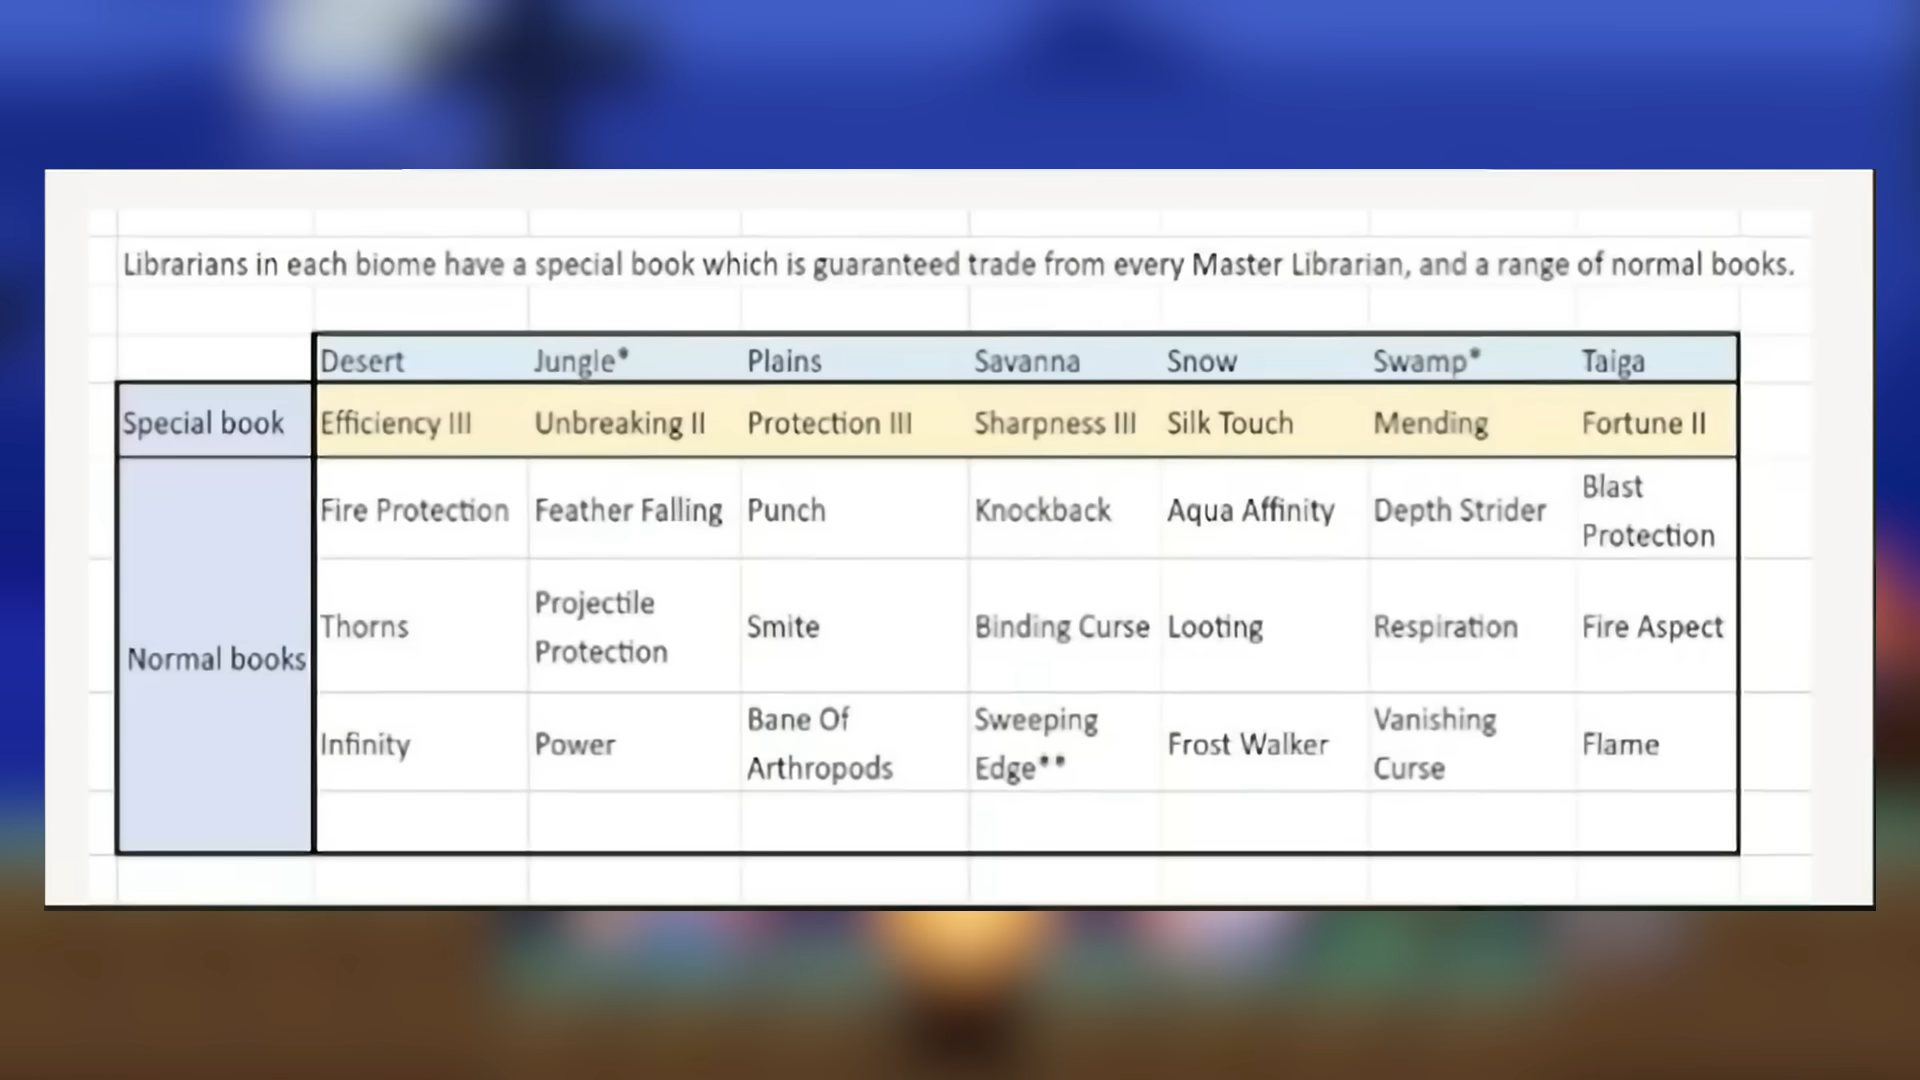 Librarians in each biome have a special book which is guaranteed trade from every Master Librarian, and a range of normal books.
Desert Jungle* Plains Savanna Snow Swamp* Taiga
Special book Efficiency III Unbreaking II Protection III Sharpness III Silk Touch Mending Fortune II
Normal books
Fire Protection Feather Falling Punch Knockback Aqua Affinity Depth Strider Blast Protection
Thorns Projectile Protection Smite Binding Curse Looting Respiration Fire Aspect
Infinity Power Bane Of Arthropods Sweeping Edge** Frost Walker Vanishing Curse Flame